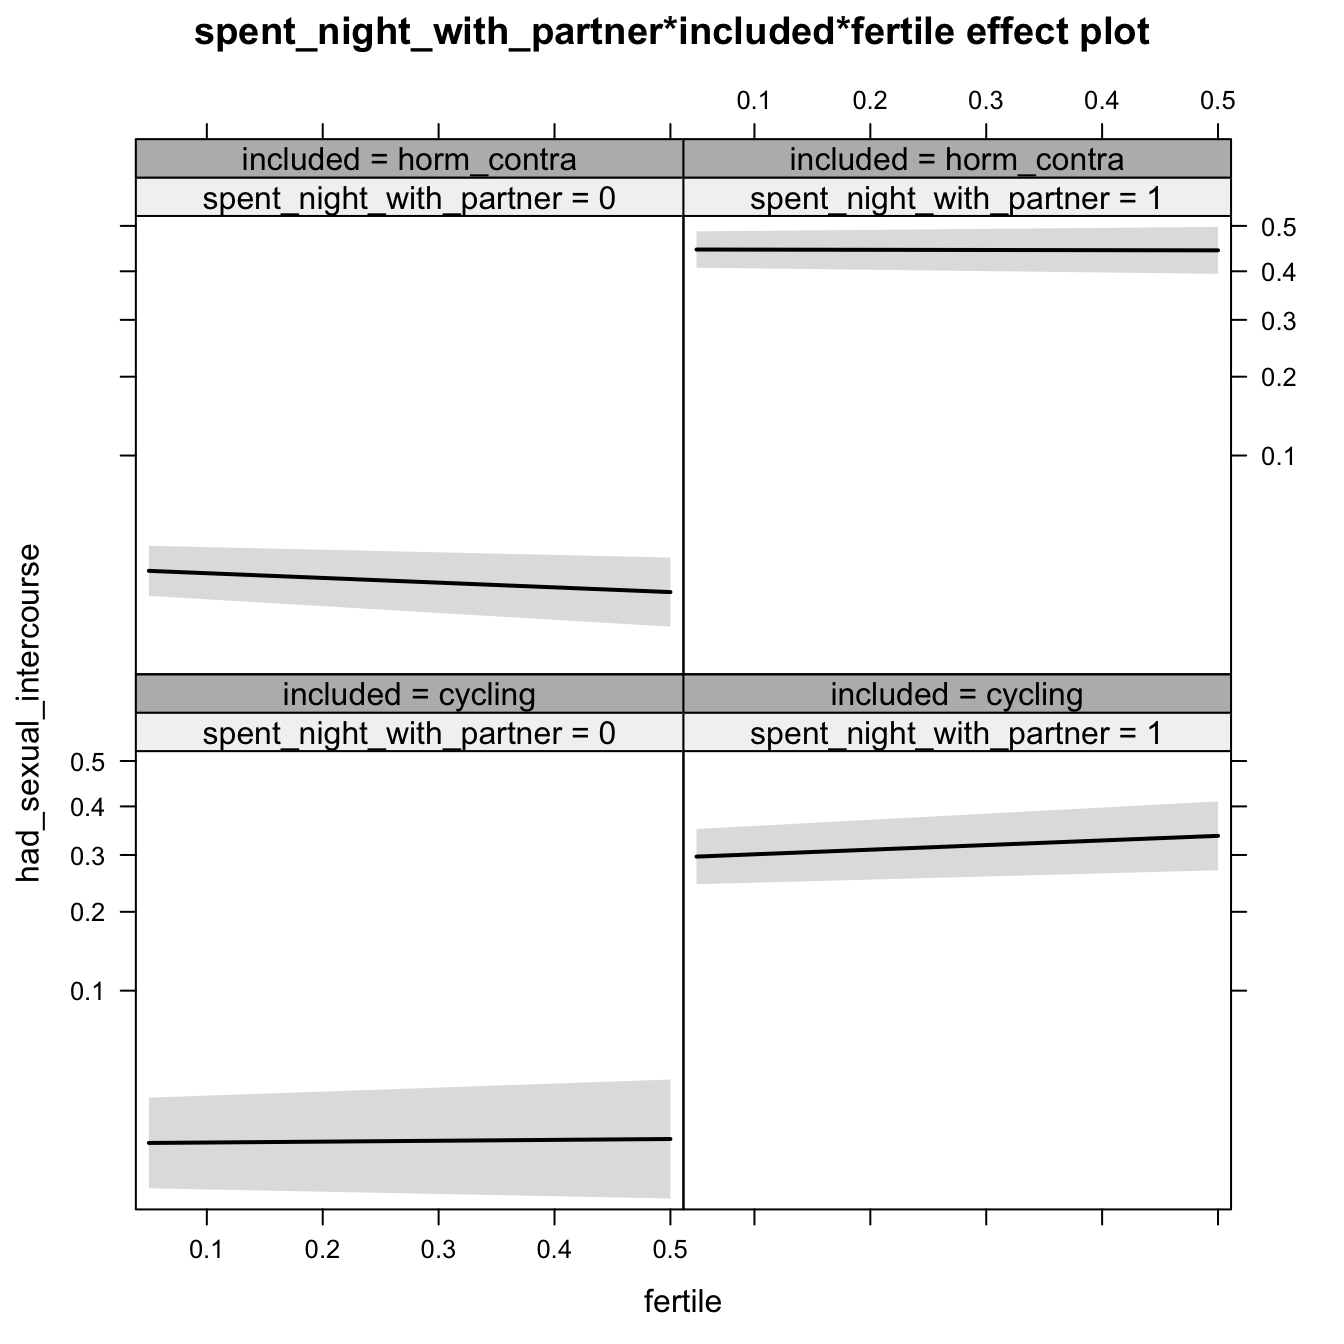 spent_night_with_partner*included*fertile effect plot
0.1 0.2 0.3 0.4 0.5
included = horm_contra included = horm_contra
spent_night_with_partner = 0 spent_night_with_partner = 1
0.5
0.4
0.3
0.2
0.1
had_sexual_intercourse
included = cycling included = cycling
spent_night_with_partner = 0 spent_night_with_partner = 1
0.5
0.4
0.3
0.2
0.1
0.1 0.2 0.3 0.4 0.5
fertile